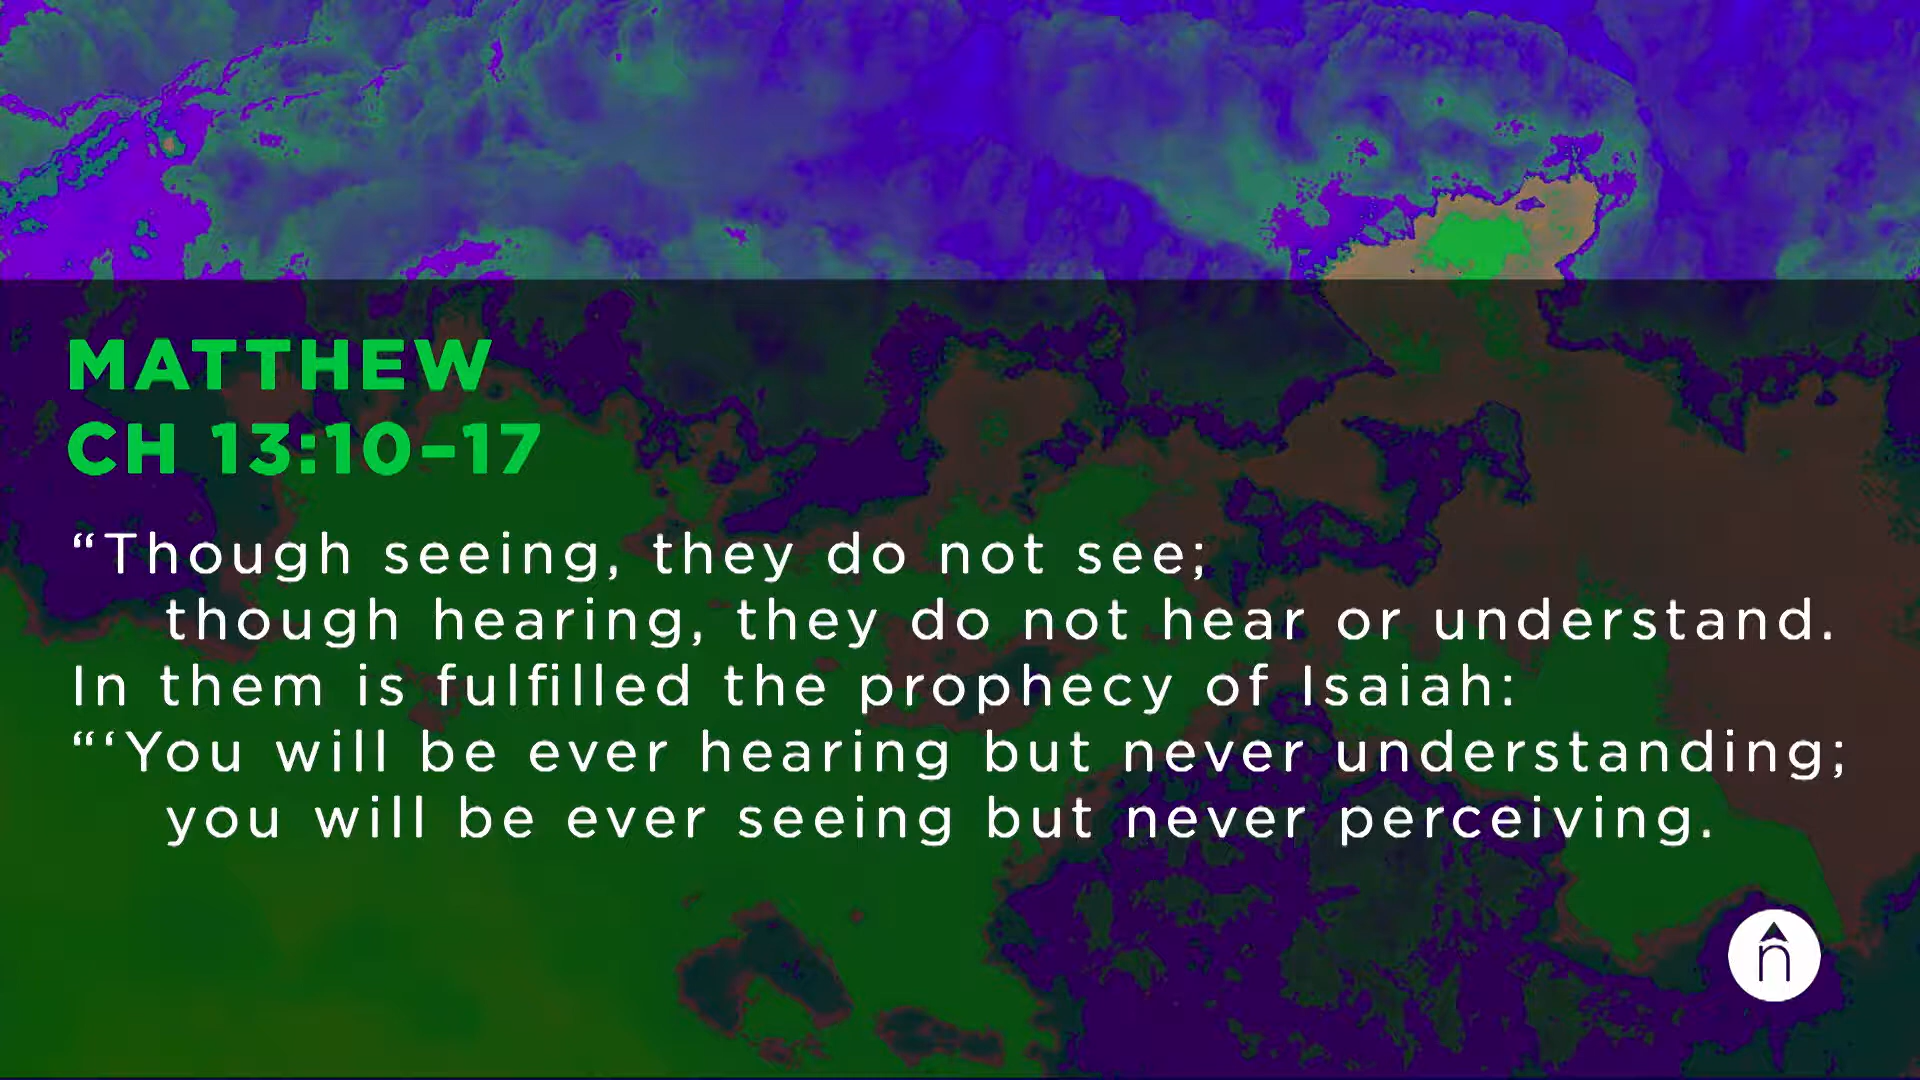 MATTHEW
CH 13:10–17
“Though seeing, they do not see;
though hearing, they do not hear or understand.
In them is fulfilled the prophecy of Isaiah:
“‘You will be ever hearing but never understanding;
you will be ever seeing but never perceiving.
n